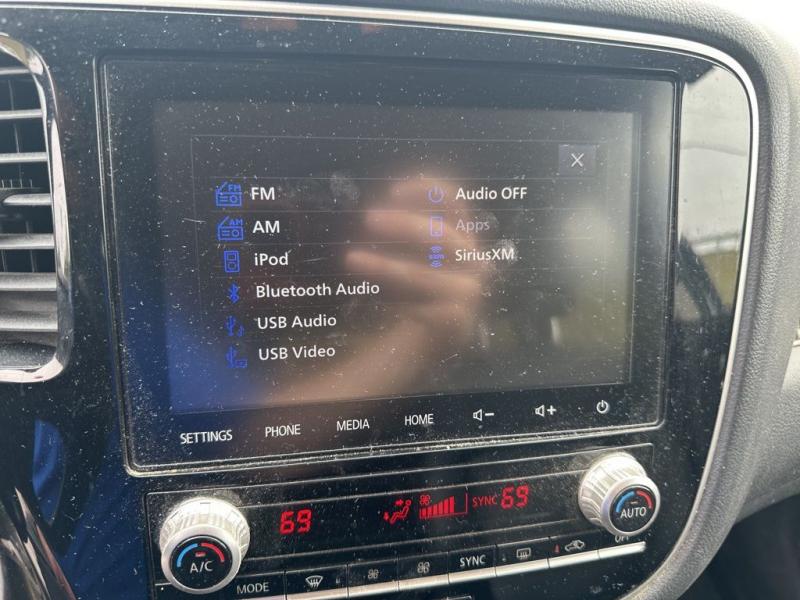 FM
AM
iPod
Bluetooth Audio
USB Audio
USB Video
Audio OFF
Apps
SiriusXM
SETTINGS PHONE MEDIA HOME
69 SYNC 69
A/C AUTO
MODE SYNC OFF